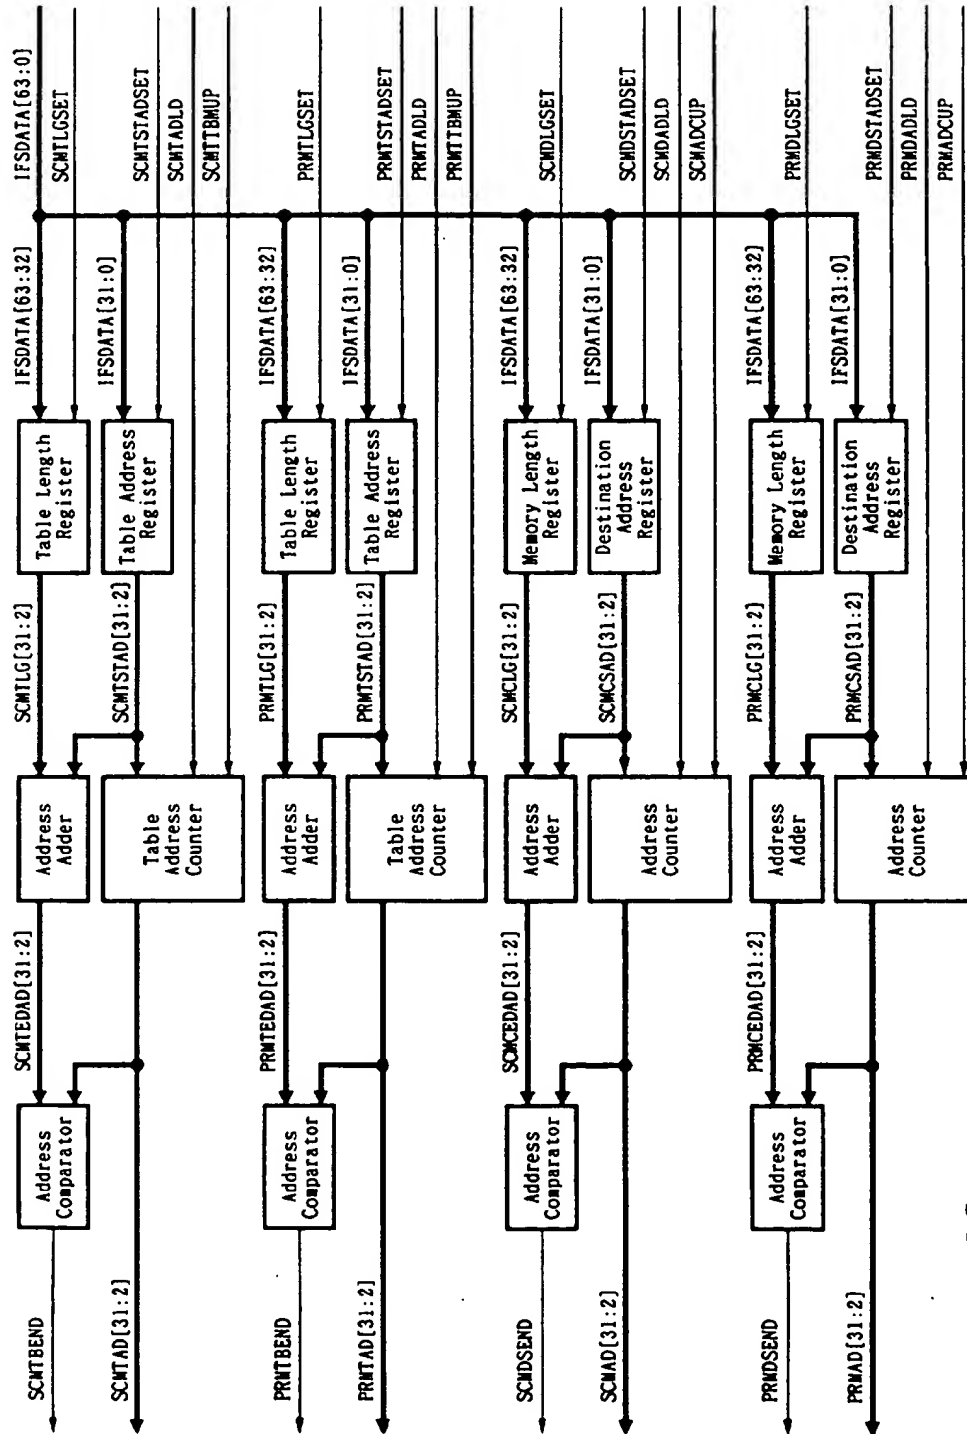 SCMTBEND
SCMTAD[31:2]
Address
Comparator
SCMTEDAD[31:2]
Address
Adder
Table
Address
Counter
SCMTLG[31:2]
SCMTSTAD[31:2]
Table Length
Register
Table Address
Register
IFSDATA[63:32]
IFSDATA[31:0]
IFSDATA[63:0]
SCMTLGSET
SCMTSTADSET
SCMTADLD
SCMTTBMUP
PRMTBEND
PRMTAD[31:2]
Address
Comparator
PRMTEDAD[31:2]
Address
Adder
Table
Address
Counter
PRMTLG[31:2]
PRMTSTAD[31:2]
Table Length
Register
Table Address
Register
IFSDATA[63:32]
IFSDATA[31:0]
PRMTLGSET
PRMTSTADSET
PRMTADLD
PRMTTBMUP
SCMDSEND
SCMAD[31:2]
Address
Comparator
SCMCEDAD[31:2]
Address
Adder
Address
Counter
SCMCLG[31:2]
SCMCSAD[31:2]
Memory Length
Register
Destination
Address
Register
IFSDATA[63:32]
IFSDATA[31:0]
SCMDLGSET
SCMDSTADSET
SCMDADLD
SCMADCUP
PRMDSEND
PRMAD[31:2]
Address
Comparator
PRMCEDAD[31:2]
Address
Adder
Address
Counter
PRMCLG[31:2]
PRMCSAD[31:2]
Memory Length
Register
Destination
Address
Register
IFSDATA[63:32]
IFSDATA[31:0]
PRMDLGSET
PRMDSTADSET
PRMDADLD
PRMADCUP